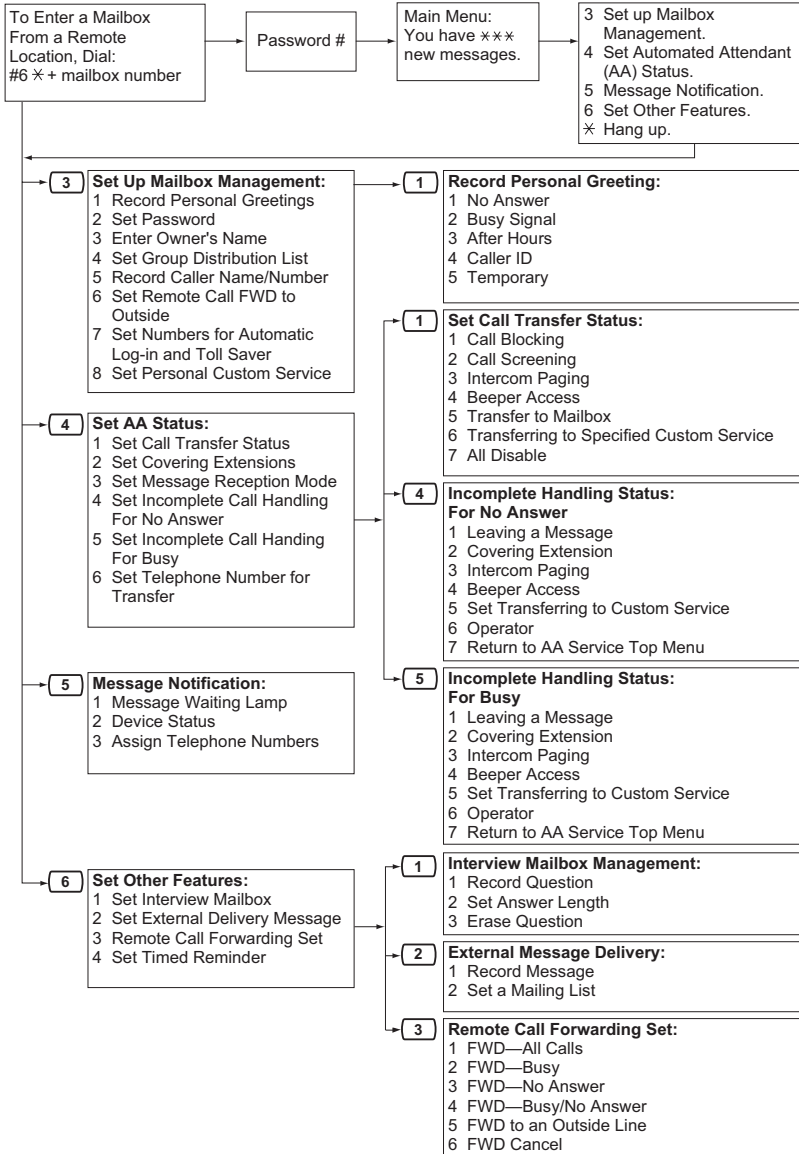 To Enter a Mailbox
From a Remote
Location, Dial:
#6 ✳ + mailbox number
Password #
Main Menu:
You have ✳✳✳
new messages.
3 Set up Mailbox
Management.
4 Set Automated Attendant
(AA) Status.
5 Message Notification.
6 Set Other Features.
✳ Hang up.
3
Set Up Mailbox Management:
1 Record Personal Greetings
2 Set Password
3 Enter Owner's Name
4 Set Group Distribution List
5 Record Caller Name/Number
6 Set Remote Call FWD to
Outside
7 Set Numbers for Automatic
Log-in and Toll Saver
8 Set Personal Custom Service
1
Record Personal Greeting:
1 No Answer
2 Busy Signal
3 After Hours
4 Caller ID
5 Temporary
4
Set AA Status:
1 Set Call Transfer Status
2 Set Covering Extensions
3 Set Message Reception Mode
4 Set Incomplete Call Handling
For No Answer
5 Set Incomplete Call Handing
For Busy
6 Set Telephone Number for
Transfer
1
Set Call Transfer Status:
1 Call Blocking
2 Call Screening
3 Intercom Paging
4 Beeper Access
5 Transfer to Mailbox
6 Transferring to Specified Custom Service
7 All Disable
4
Incomplete Handling Status:
For No Answer
1 Leaving a Message
2 Covering Extension
3 Intercom Paging
4 Beeper Access
5 Set Transferring to Custom Service
6 Operator
7 Return to AA Service Top Menu
5
Incomplete Handling Status:
For Busy
1 Leaving a Message
2 Covering Extension
3 Intercom Paging
4 Beeper Access
5 Set Transferring to Custom Service
6 Operator
7 Return to AA Service Top Menu
5
Message Notification:
1 Message Waiting Lamp
2 Device Status
3 Assign Telephone Numbers
6
Set Other Features:
1 Set Interview Mailbox
2 Set External Delivery Message
3 Remote Call Forwarding Set
4 Set Timed Reminder
1
Interview Mailbox Management:
1 Record Question
2 Set Answer Length
3 Erase Question
2
External Message Delivery:
1 Record Message
2 Set a Mailing List
3
Remote Call Forwarding Set:
1 FWD—All Calls
2 FWD—Busy
3 FWD—No Answer
4 FWD—Busy/No Answer
5 FWD to an Outside Line
6 FWD Cancel